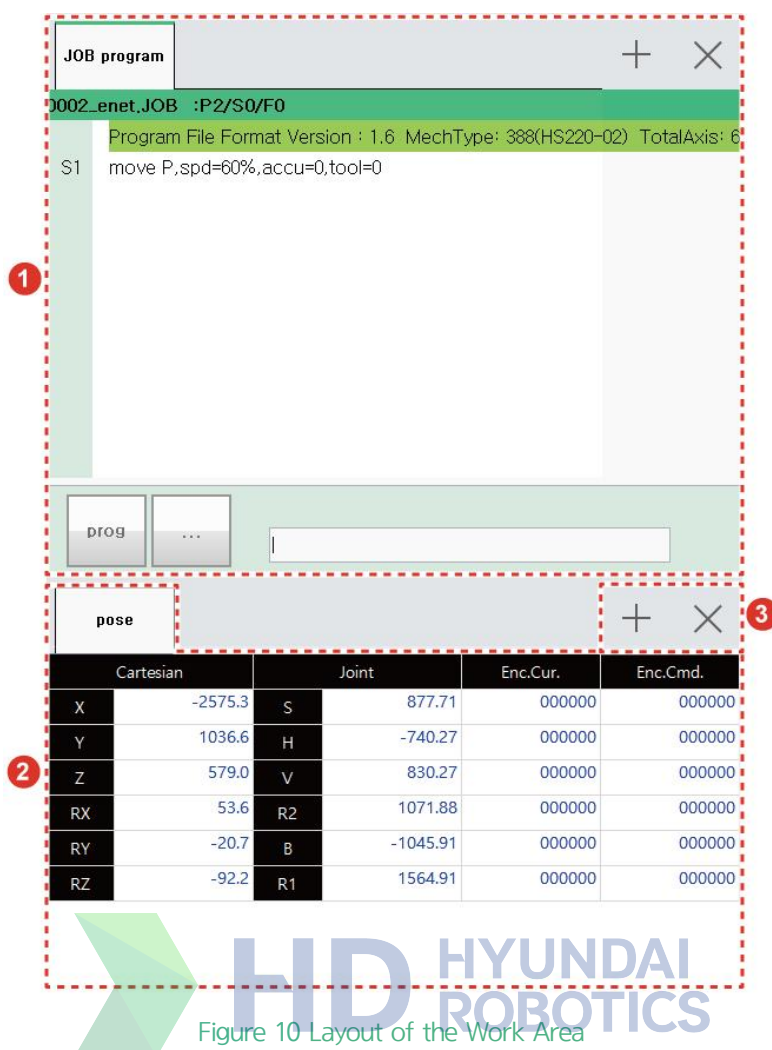 JOB program
0002_enet.JOB :P2/S0/F0
Program File Format Version : 1.6 MechType: 388(HS220-02) TotalAxis: 6
S1 move P,spd=60%,accu=0,tool=0
1
prog ...
pose
3
Cartesian Joint Enc.Cur. Enc.Cmd.
X -2575.3 S 877.71 000000 000000
Y 1036.6 H -740.27 000000 000000
2
Z 579.0 V 830.27 000000 000000
RX 53.6 R2 1071.88 000000 000000
RY -20.7 B -1045.91 000000 000000
RZ -92.2 R1 1564.91 000000 000000
HD HYUNDAI
ROBOTICS
Figure 10 Layout of the Work Area